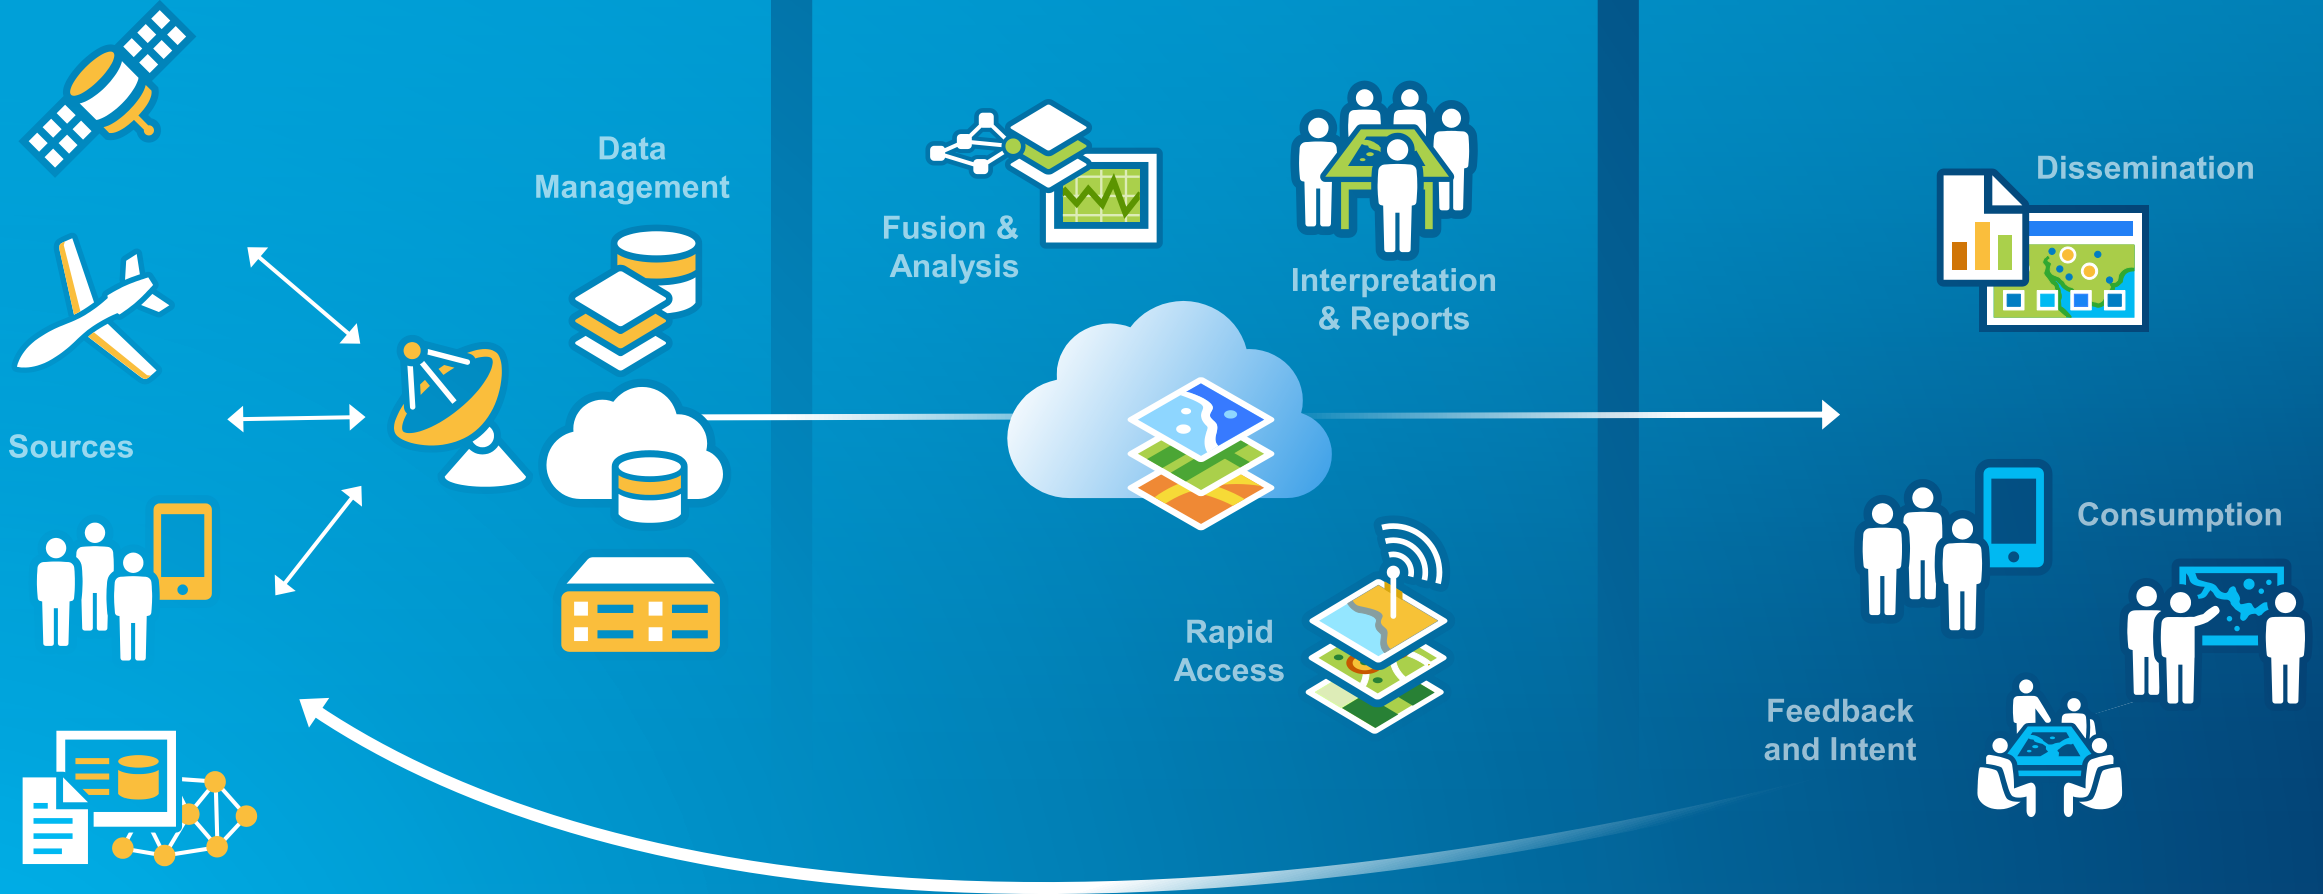 Sources
Data
Management
Fusion &
Analysis
Interpretation
& Reports
Rapid
Access
Dissemination
Consumption
Feedback
and Intent